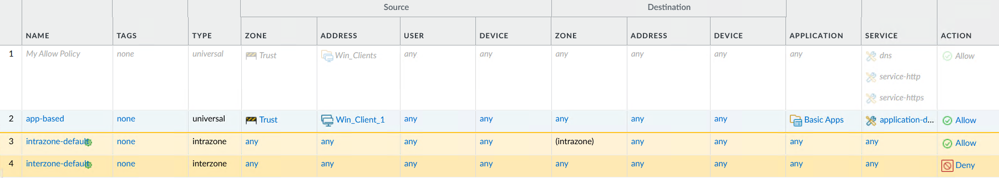 Source Destination
NAME TAGS TYPE ZONE ADDRESS USER DEVICE ZONE ADDRESS DEVICE APPLICATION SERVICE ACTION
1 My Allow Policy none universal Trust Win_Clients any any any any any any dns Allow
service-http
service-https
2 app-based none universal Trust Win_Client_1 any any any any any Basic Apps application-d... Allow
3 intrazone-default none intrazone any any any any (intrazone) any any any any Allow
4 interzone-default none interzone any any any any any any any any any Deny